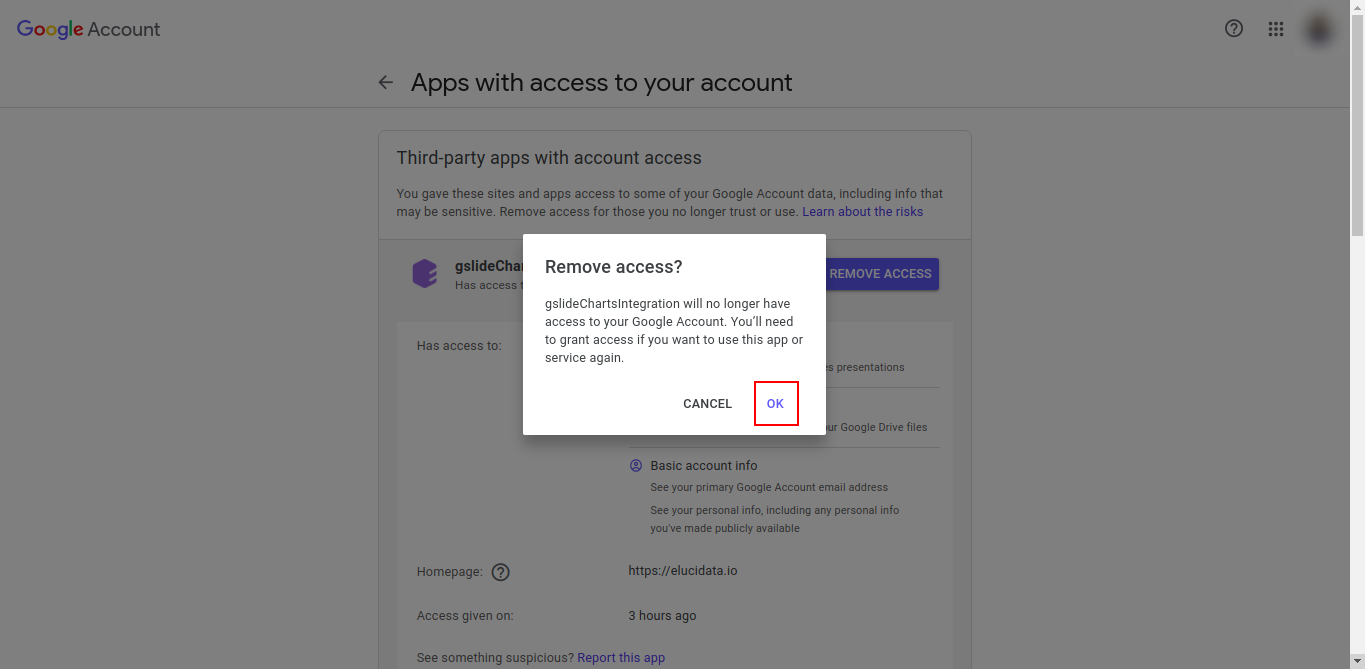 Google Account
Apps with access to your account
Third-party apps with account access
You gave these sites and apps access to some of your Google Account data, including info that
may be sensitive. Remove access for those you no longer trust or use. Learn about the risks
gslideChar
Has access t
REMOVE ACCESS
Remove access?
gslideChartsIntegration will no longer have
access to your Google Account. You’ll need
to grant access if you want to use this app or
service again.
CANCEL
OK
Has access to:
s presentations
ur Google Drive files
Basic account info
See your primary Google Account email address
See your personal info, including any personal info
you've made publicly available
Homepage:
https://elucidata.io
Access given on:
3 hours ago
See something suspicious? Report this app